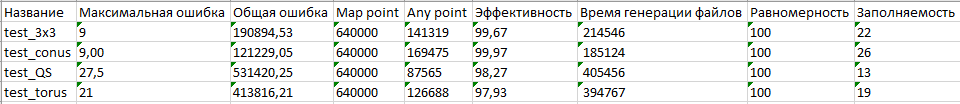 Название Максимальная ошибка Общая ошибка Map point Any point Эффективность Время генерации файлов Равномерность Заполняемость
test_3x3 9 190894,53 640000 141319 99,67 214546 100 22
test_conus 9,00 121229,05 640000 169475 99,97 185124 100 26
test_QS 27,5 531420,25 640000 87565 98,27 405456 100 13
test_torus 21 413816,21 640000 126688 97,93 394767 100 19